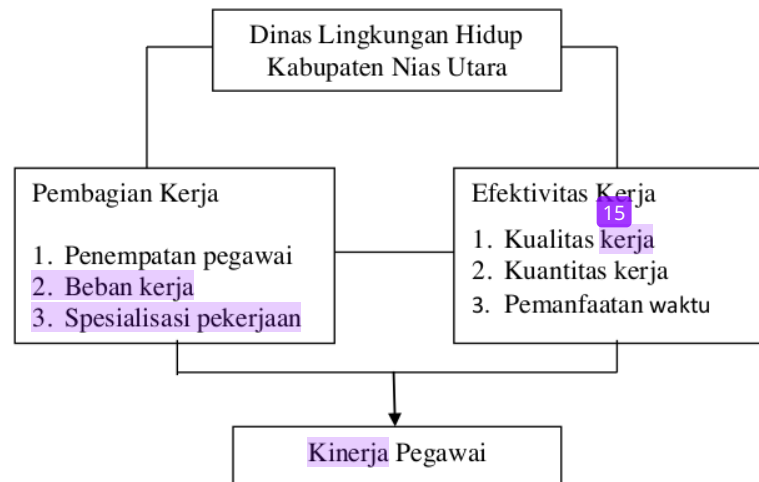 Dinas Lingkungan Hidup
Kabupaten Nias Utara
Pembagian Kerja
1. Penempatan pegawai
2. Beban kerja
3. Spesialisasi pekerjaan
Efektivitas Kerja
15
1. Kualitas kerja
2. Kuantitas kerja
3. Pemanfaatan waktu
Kinerja Pegawai